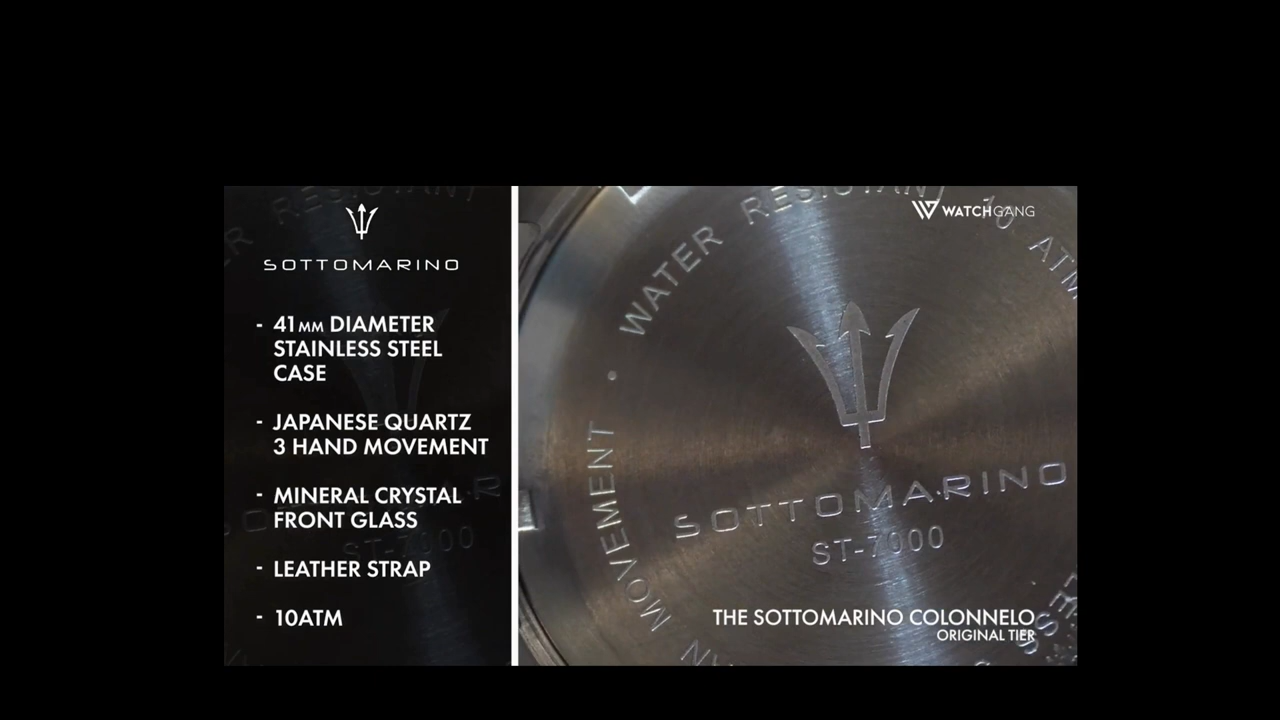 SOTTOMARINO
- 41MM DIAMETER
STAINLESS STEEL
CASE
- JAPANESE QUARTZ
3 HAND MOVEMENT
- MINERAL CRYSTAL
FRONT GLASS
- LEATHER STRAP
- 10ATM
WATCHGANG
WATER RESISTANT 10 ATM
MOVEMENT
SOTTOMARINO
ST-7000
THE SOTTOMARINO COLONNELO
ORIGINAL TIER